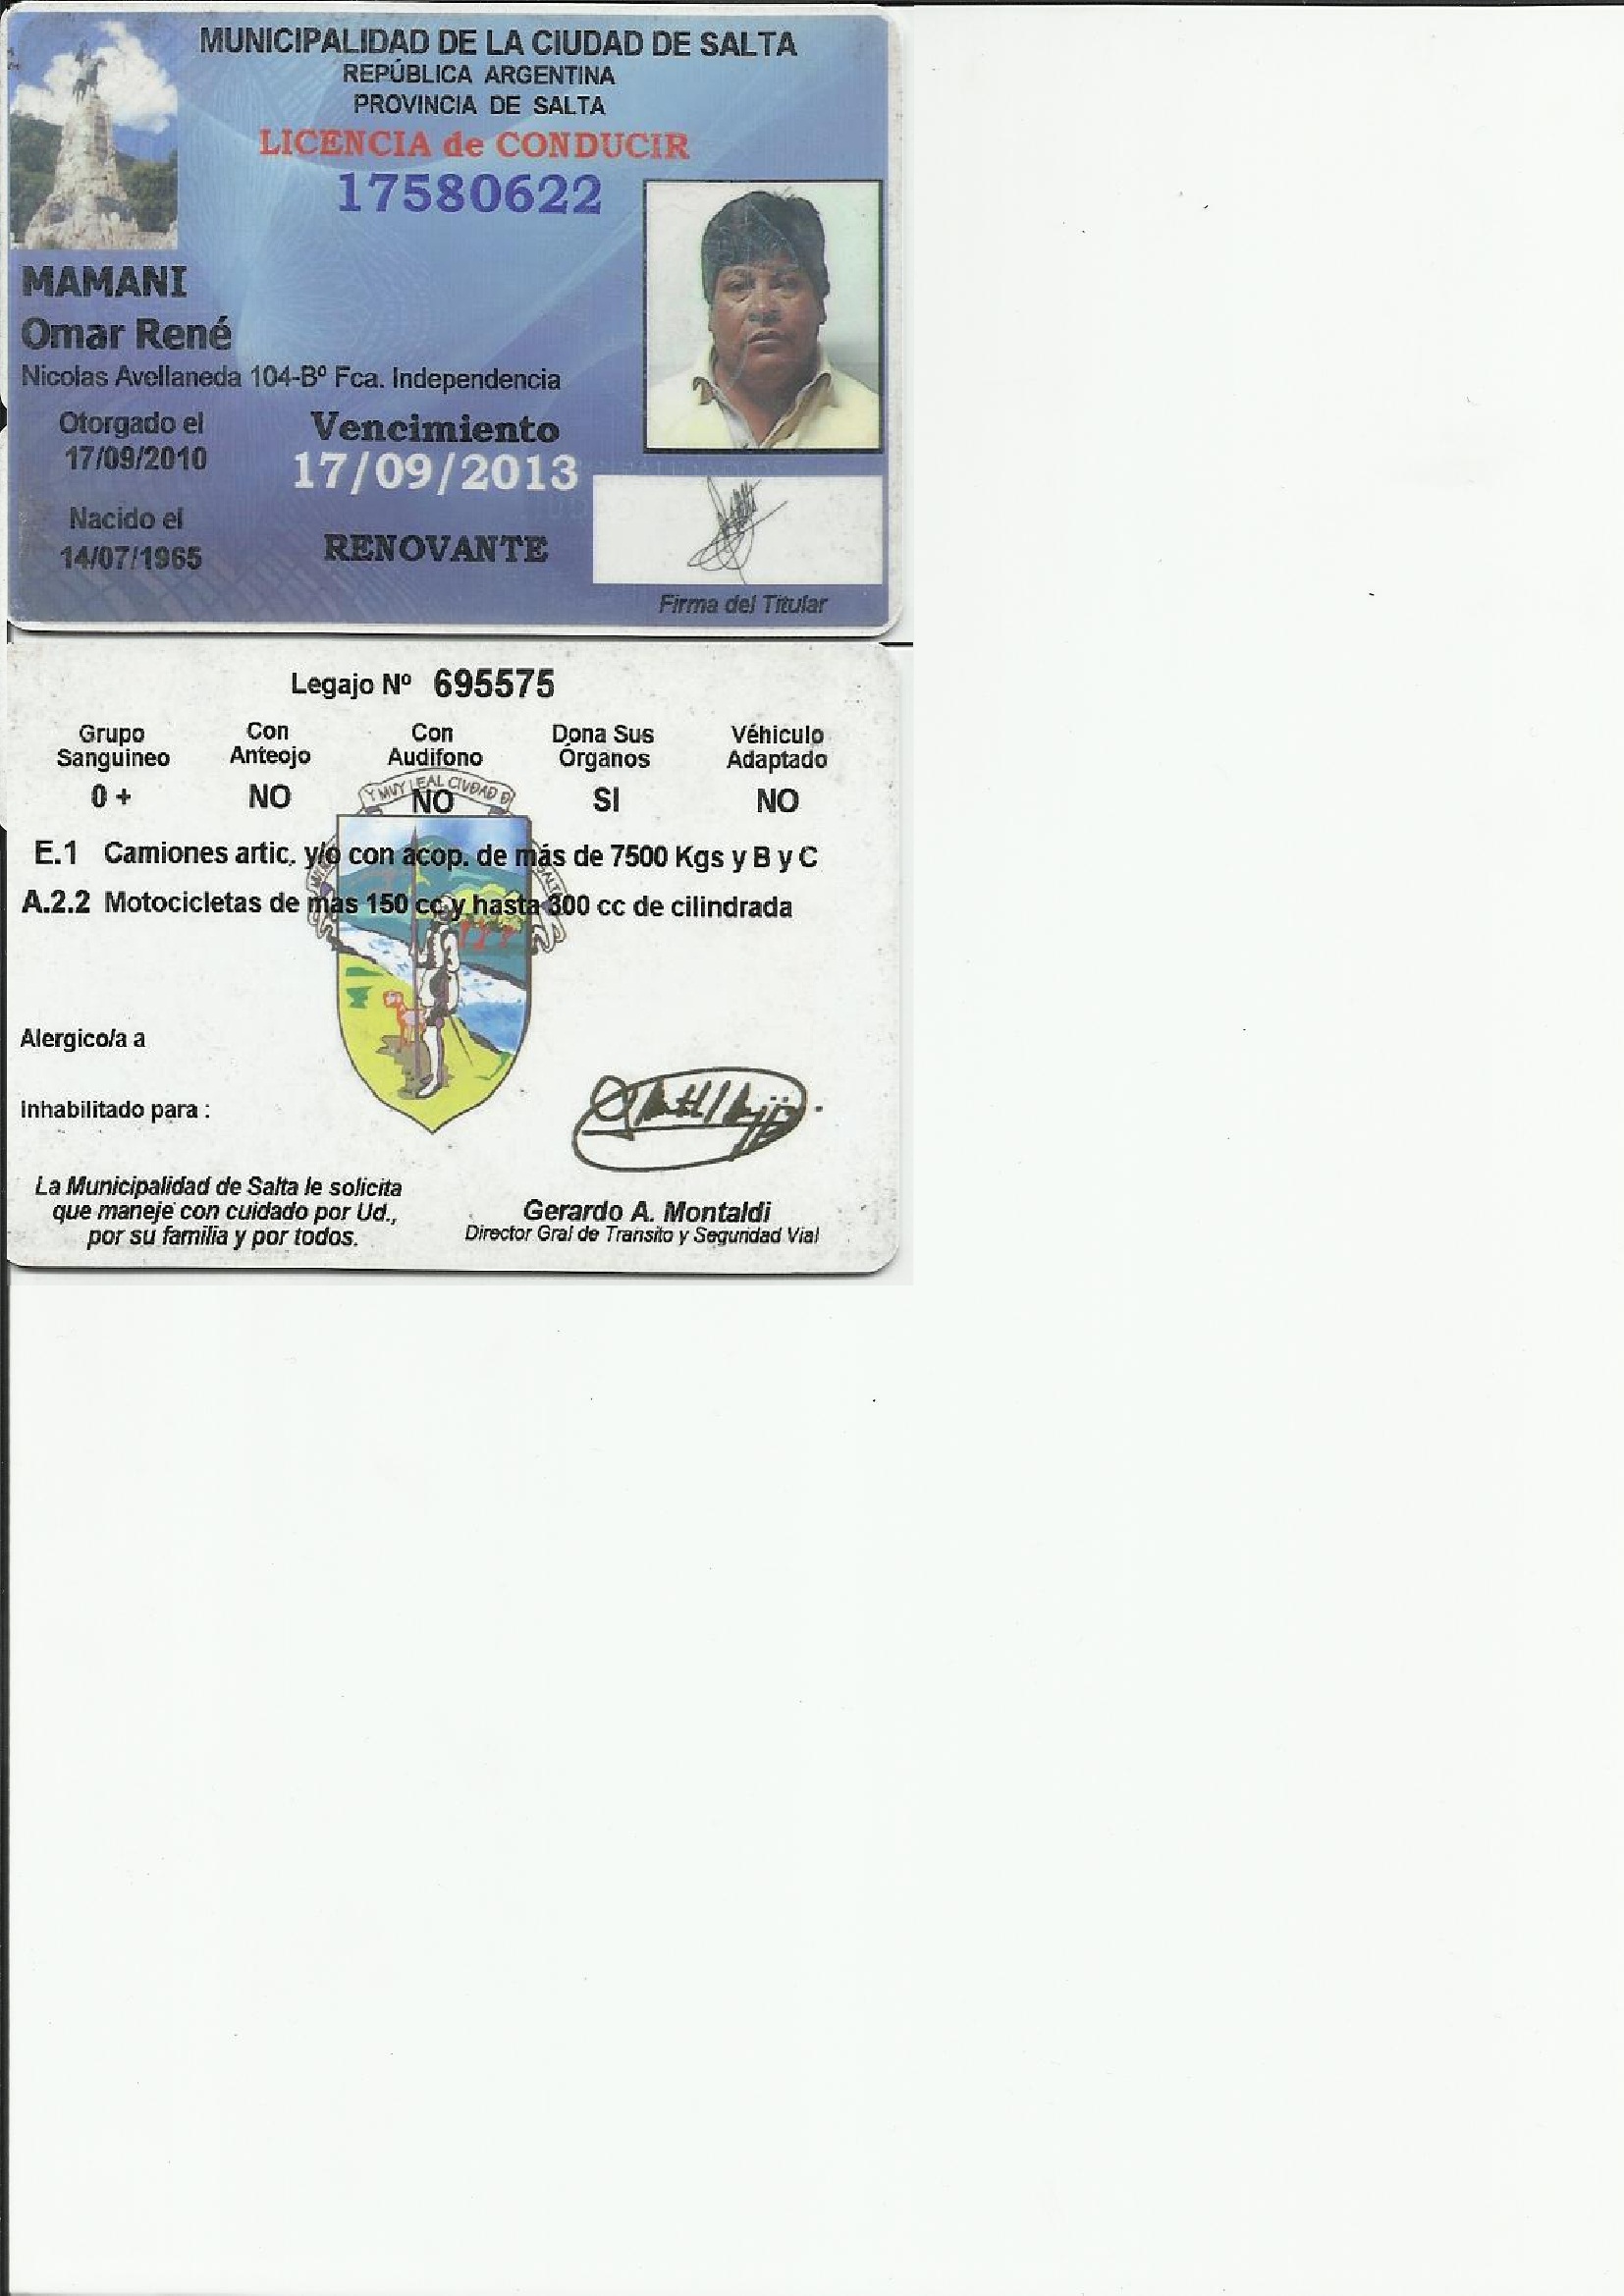 MUNICIPALIDAD DE LA CIUDAD DE SALTA
REPÚBLICA ARGENTINA
PROVINCIA DE SALTA
LICENCIA de CONDUCIR
17580622
MAMANI
Omar René
Nicolas Avellaneda 104-Bº Fca. Independencia
Otorgado el
17/09/2010
Vencimiento
17/09/2013
Nacido el
14/07/1965
RENOVANTE
Firma del Titular
Legajo Nº 695575
Grupo Sanguineo
Con Anteojo
Con Audifono
Dona Sus Órganos
Véhiculo Adaptado
0 + NO NO SI NO
Y MUY LEAL CIUDAD D
E.1 Camiones artic. y/o con acop. de más de 7500 Kgs y B y C
A.2.2 Motocicletas de mas 150 cc y hasta 300 cc de cilindrada
SALTA
Alergico/a a
Inhabilitado para :
La Municipalidad de Salta le solicita
que maneje con cuidado por Ud.,
por su familia y por todos.
Gerardo A. Montaldi
Director Gral de Transito y Seguridad Vial